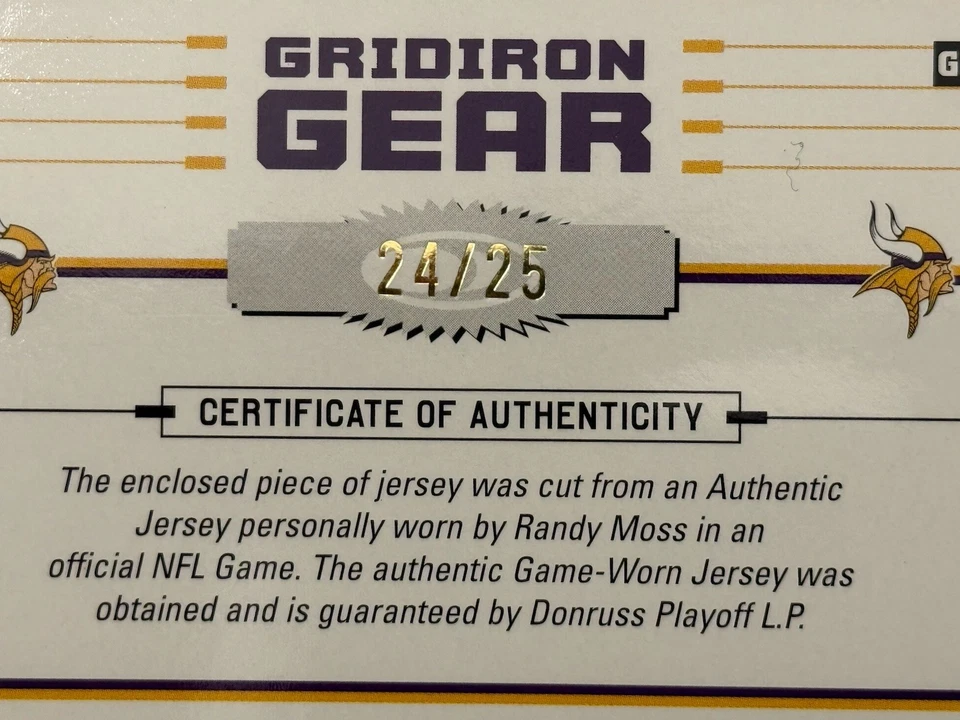 GRIDIRON
GEAR
G
24/25
CERTIFICATE OF AUTHENTICITY
The enclosed piece of jersey was cut from an Authentic
Jersey personally worn by Randy Moss in an
official NFL Game. The authentic Game-Worn Jersey was
obtained and is guaranteed by Donruss Playoff L.P.